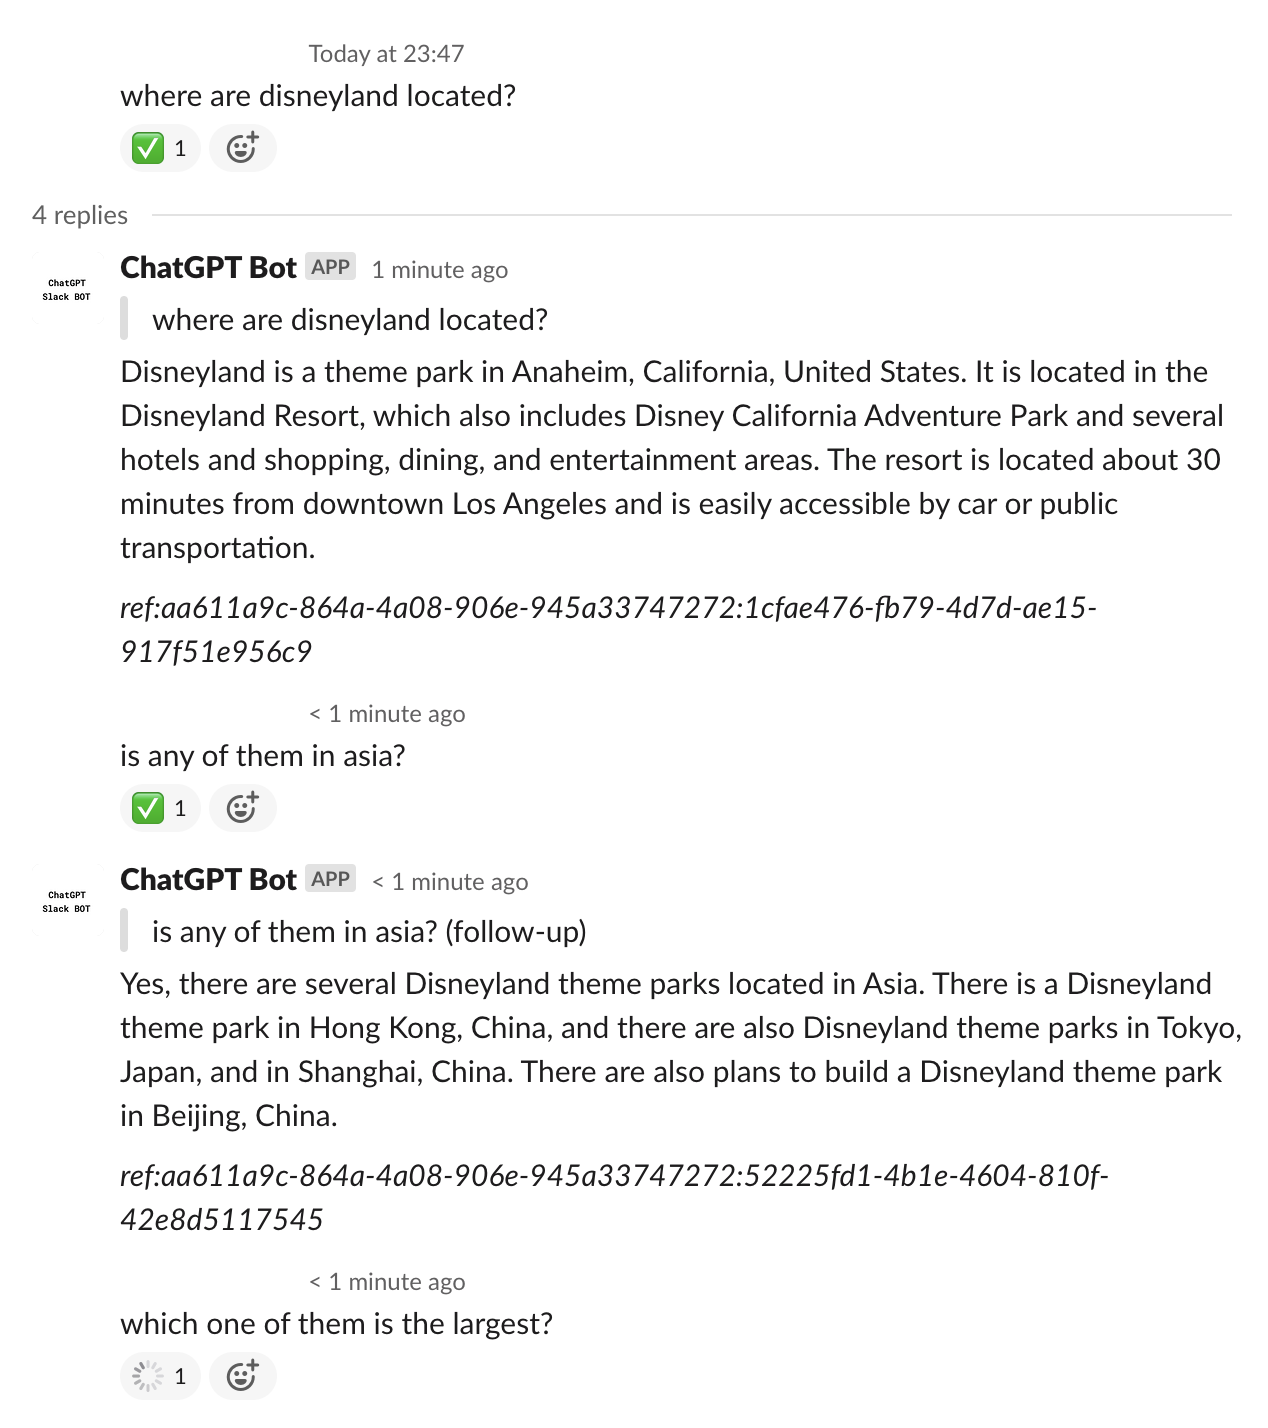 Today at 23:47
where are disneyland located?
✅ 1
4 replies
ChatGPT
Slack BOT
ChatGPT Bot APP 1 minute ago
where are disneyland located?
Disneyland is a theme park in Anaheim, California, United States. It is located in the
Disneyland Resort, which also includes Disney California Adventure Park and several
hotels and shopping, dining, and entertainment areas. The resort is located about 30
minutes from downtown Los Angeles and is easily accessible by car or public
transportation.
ref:aa611a9c-864a-4a08-906e-945a33747272:1cfae476-fb79-4d7d-ae15-
917f51e956c9
< 1 minute ago
is any of them in asia?
✅ 1
ChatGPT
Slack BOT
ChatGPT Bot APP < 1 minute ago
is any of them in asia? (follow-up)
Yes, there are several Disneyland theme parks located in Asia. There is a Disneyland
theme park in Hong Kong, China, and there are also Disneyland theme parks in Tokyo,
Japan, and in Shanghai, China. There are also plans to build a Disneyland theme park
in Beijing, China.
ref:aa611a9c-864a-4a08-906e-945a33747272:52225fd1-4b1e-4604-810f-
42e8d5117545
< 1 minute ago
which one of them is the largest?
1